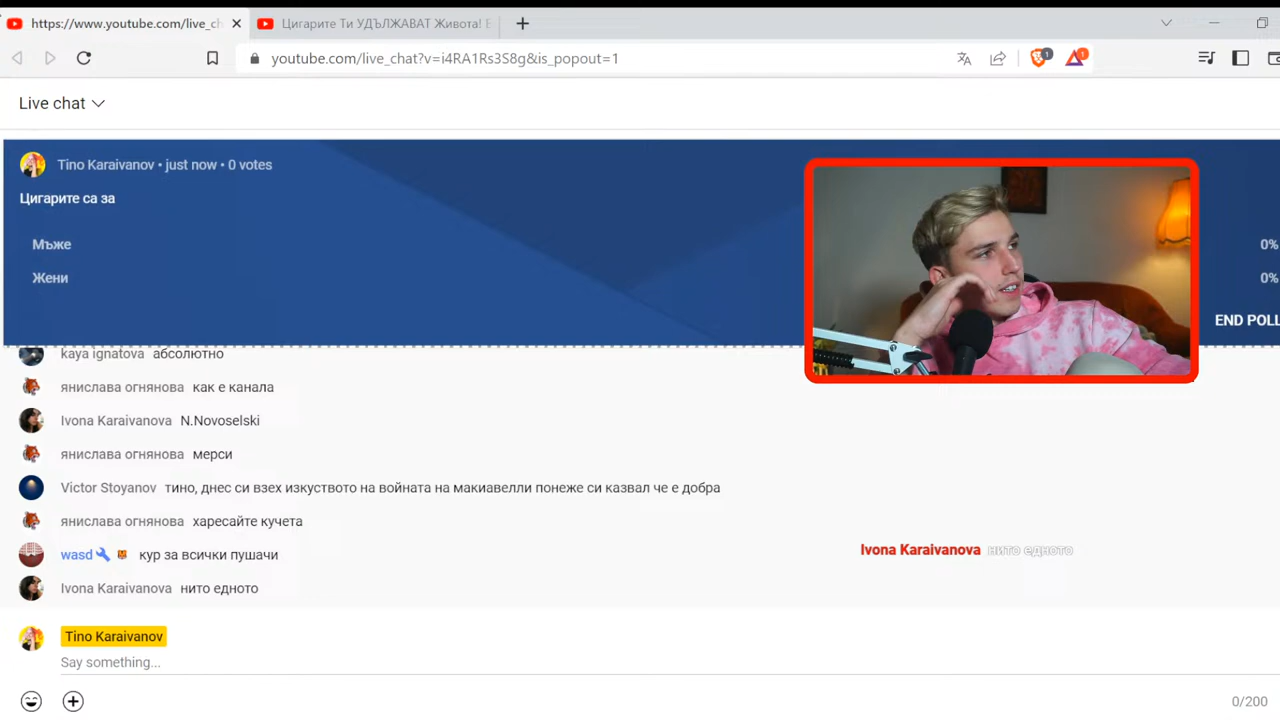 https://www.youtube.com/live_ch
Цигарите Ти УДЪЛЖАВАТ Живота! Е
youtube.com/live_chat?v=i4RA1Rs3S8g&is_popout=1
1
1
Live chat
Tino Karaivanov • just now • 0 votes
Цигарите са за
Мъже
0%
Жени
0%
END POLL
kaya ignatova абсолютно
янислава огнянова как е канала
Ivona Karaivanova N.Novoselski
янислава огнянова мерси
Victor Stoyanov тино, днес си взех изкуството на войната на макиавелли понеже си казвал че е добра
янислава огнянова харесайте кучета
wasd кур за всички пушачи
Ivona Karaivanova нито едното
Ivona Karaivanova нито едното
Tino Karaivanov
Say something...
0/200